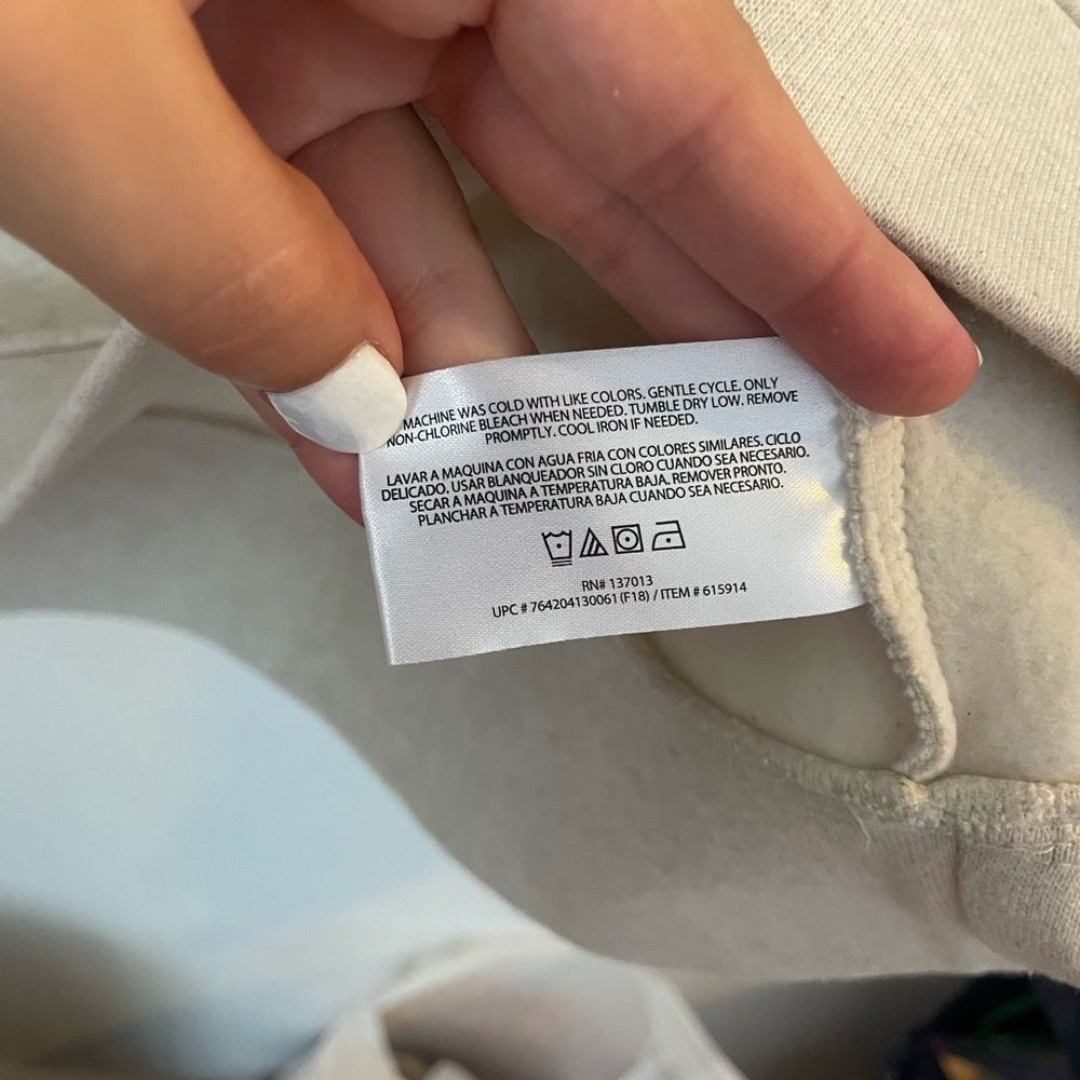 MACHINE WAS COLD WITH LIKE COLORS. GENTLE CYCLE. ONLY
NON-CHLORINE BLEACH WHEN NEEDED. TUMBLE DRY LOW. REMOVE
PROMPTLY. COOL IRON IF NEEDED.
LAVAR A MAQUINA CON AGUA FRIA CON COLORES SIMILARES. CICLO
DELICADO. USAR BLANQUEADOR SIN CLORO CUANDO SEA NECESARIO.
SECAR A MAQUINA A TEMPERATURA BAJA. REMOVER PRONTO.
PLANCHAR A TEMPERATURA BAJA CUANDO SEA NECESARIO.
RN# 137013
UPC # 764204130061 (F18) / ITEM # 615914